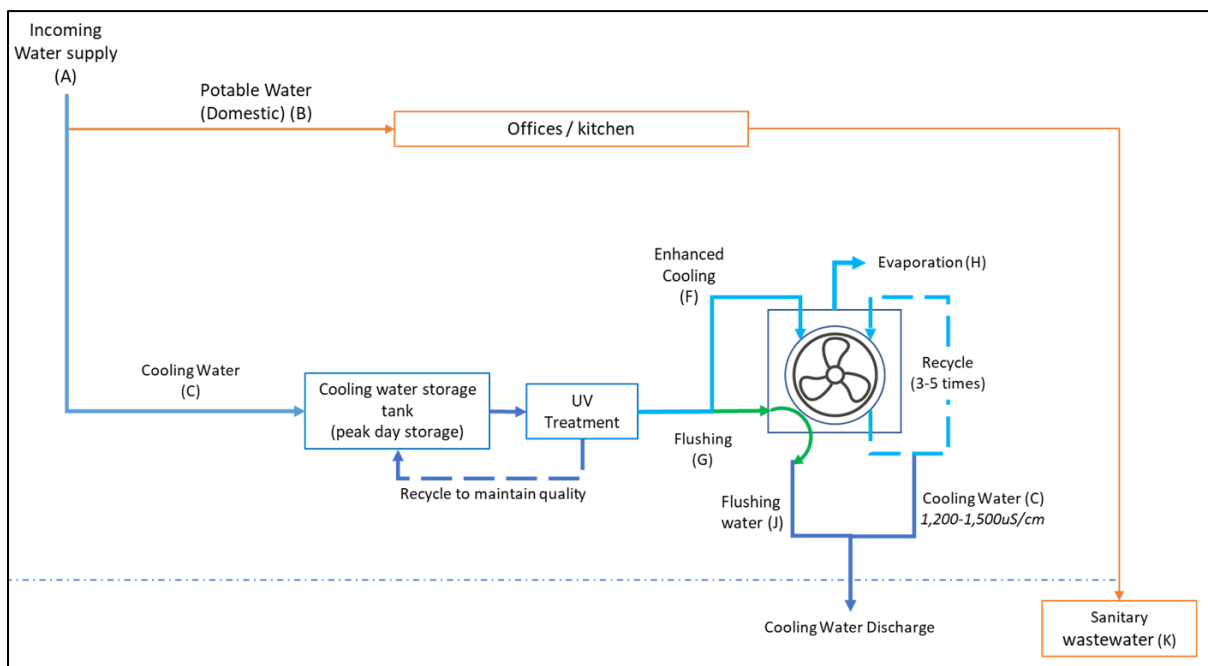 Incoming
Water supply
(A)
Potable Water
(Domestic) (B)
Offices / kitchen
Enhanced
Cooling
(F)
Evaporation (H)
Cooling Water
(C)
Cooling water storage
tank
(peak day storage)
UV
Treatment
Recycle
(3-5 times)
Flushing
(G)
Recycle to maintain quality
Flushing
water (J)
Cooling Water (C)
1,200-1,500uS/cm
Cooling Water Discharge
Sanitary
wastewater (K)